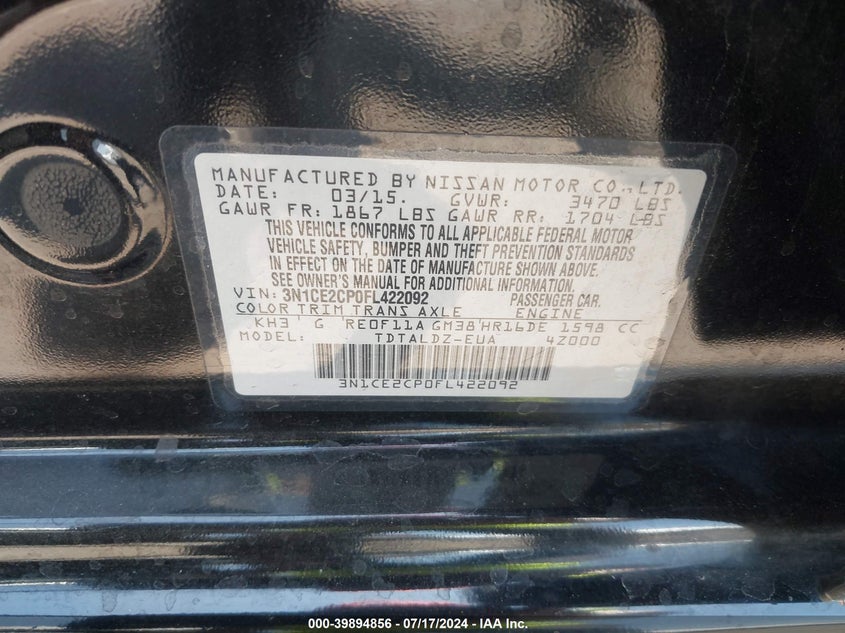 MANUFACTURED BY NISSAN MOTOR CO., LTD.
DATE: 03/15. GVWR: 3470 LBS
GAWR FR: 1867 LBS GAWR RR: 1704 LBS
THIS VEHICLE CONFORMS TO ALL APPLICABLE FEDERAL MOTOR
VEHICLE SAFETY, BUMPER AND THEFT PREVENTION STANDARDS
IN EFFECT ON THE DATE OF MANUFACTURE SHOWN ABOVE.
SEE OWNER'S MANUAL FOR ADDITIONAL INFORMATION.
VIN: 3N1CE2CP0FL422092 PASSENGER CAR.
COLOR TRIM TRANS AXLE ENGINE
KH3 G RE0F11A GM38 HR16DE 1598 CC
MODEL: TDTALDZ-EUA 4Z000
3N1CE2CP0FL422092
000-39894856 - 07/17/2024 - IAA Inc.